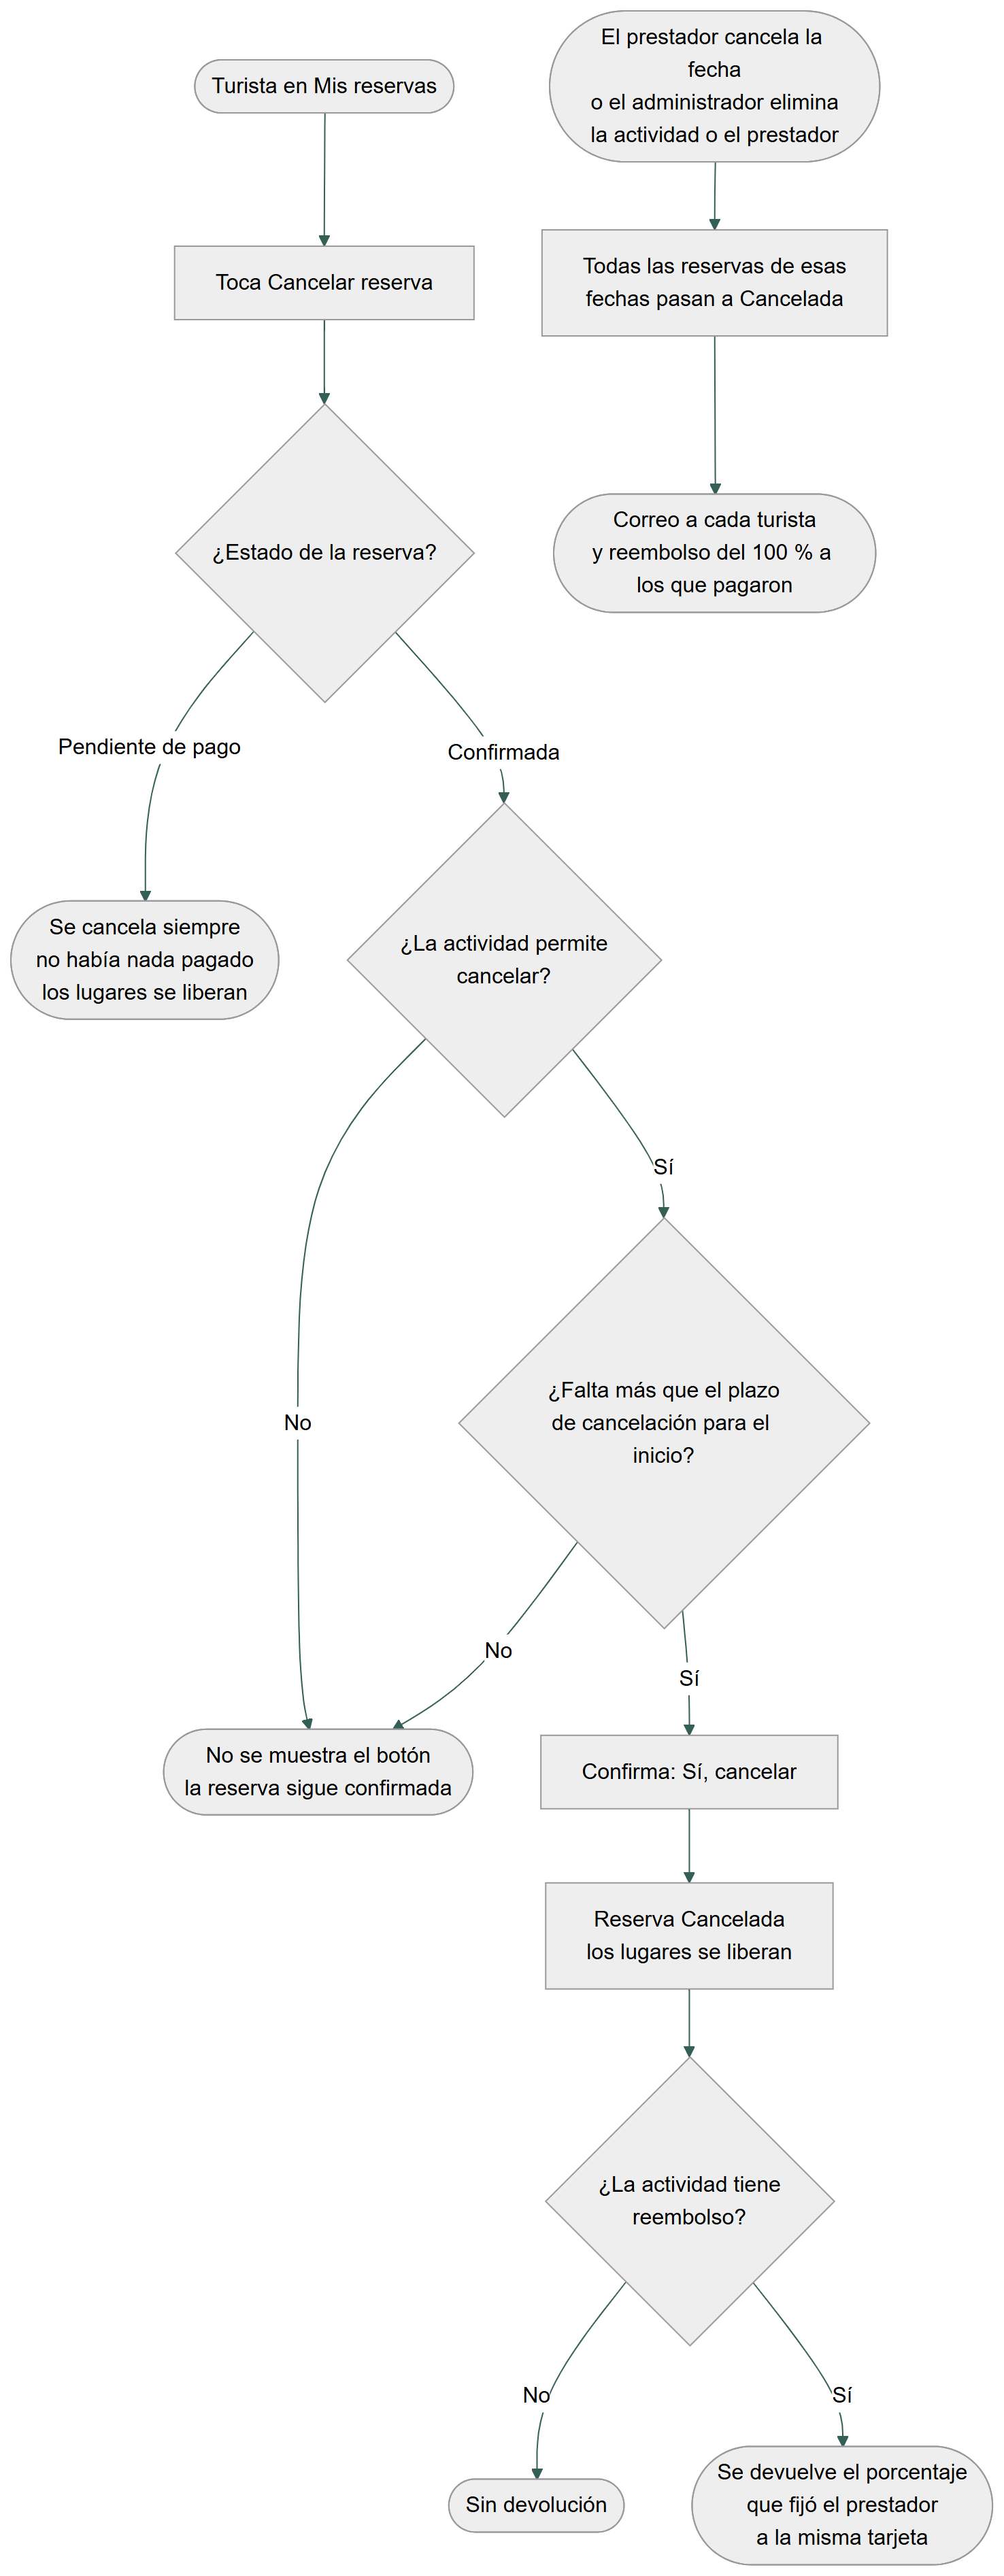 Turista en Mis reservas
El prestador cancela la
fecha
o el administrador elimina
la actividad o el prestador
Toca Cancelar reserva
Todas las reservas de esas
fechas pasan a Cancelada
¿Estado de la reserva?
Correo a cada turista
y reembolso del 100 % a
los que pagaron
Pendiente de pago
Confirmada
Se cancela siempre
no había nada pagado
los lugares se liberan
¿La actividad permite
cancelar?
Sí
¿Falta más que el plazo
de cancelación para el
inicio?
No
No
Sí
No se muestra el botón
la reserva sigue confirmada
Confirma: Sí, cancelar
Reserva Cancelada
los lugares se liberan
¿La actividad tiene
reembolso?
No
Sí
Sin devolución
Se devuelve el porcentaje
que fijó el prestador
a la misma tarjeta